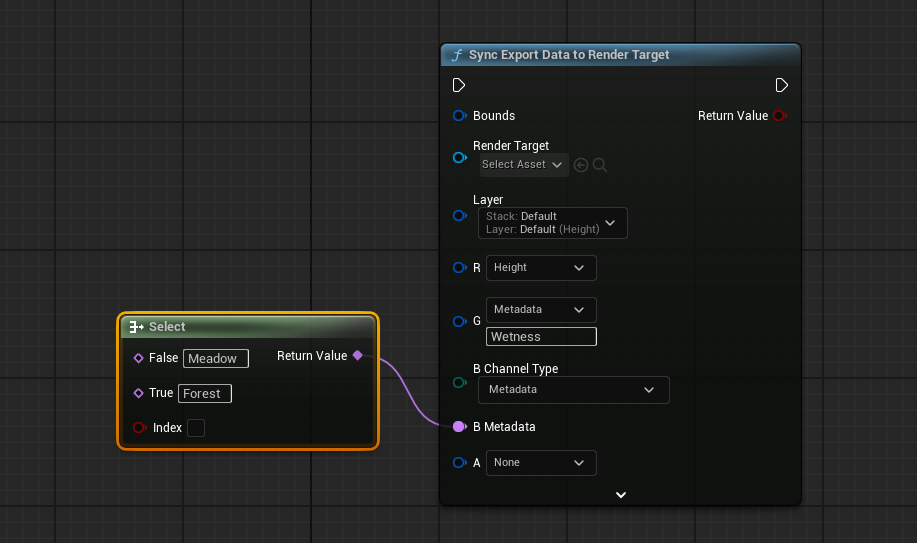 Sync Export Data to Render Target
Bounds
Return Value
Render Target
Select Asset
Layer
Stack: Default
Layer: Default (Height)
R
Height
G
Metadata
Wetness
B Channel Type
Metadata
B Metadata
A
None
Select
False
Meadow
Return Value
True
Forest
Index